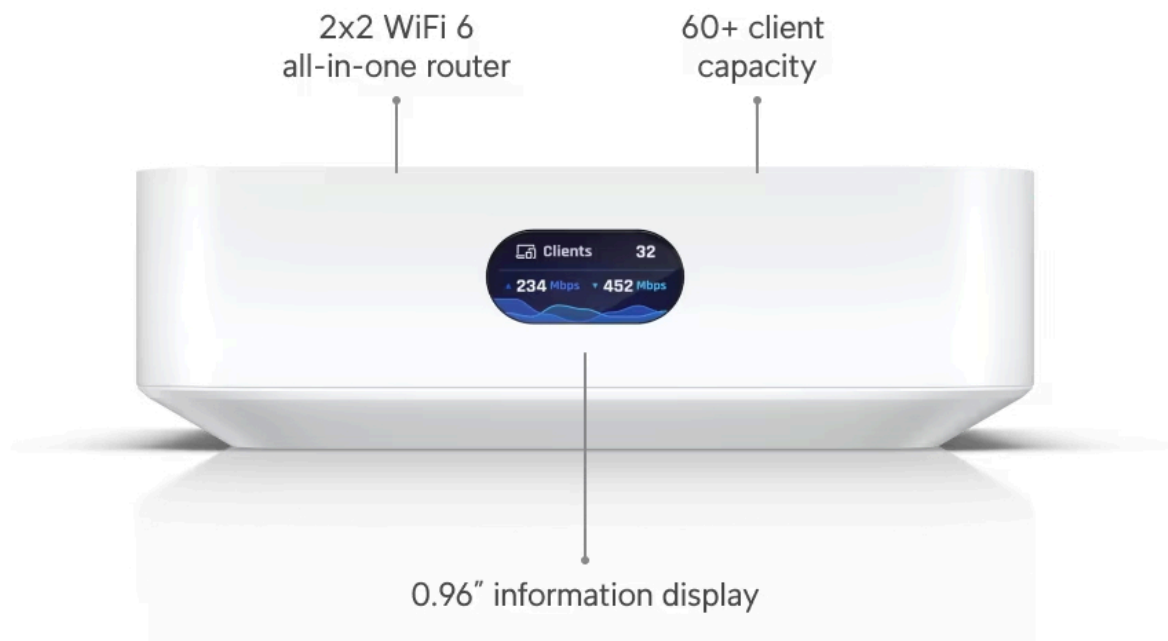 2x2 WiFi 6
all-in-one router
60+ client
capacity
Clients 32
▲ 234 Mbps ▼ 452 Mbps
0.96" information display